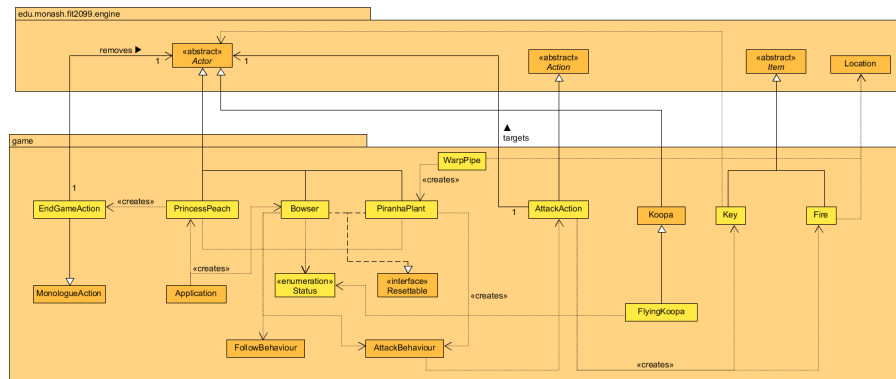 edu.monash.fit2099.engine
removes ▶
1
«abstract»
Actor
1
«abstract»
Action
«abstract»
Item
Location
▲
targets
game
WarpPipe
«creates»
1
EndGameAction
«creates»
PrincessPeach
Bowser
PiranhaPlant
1
AttackAction
Koopa
Key
Fire
«creates»
MonologueAction
Application
«enumeration»
Status
«interface»
Resettable
«creates»
FlyingKoopa
FollowBehaviour
AttackBehaviour
«creates»